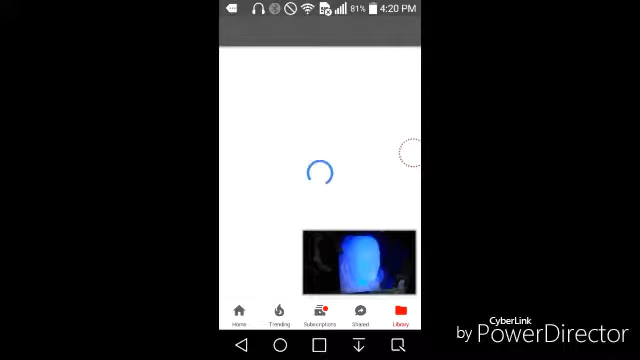 81% 4:20 PM
Home Trending Subscriptions Shared Library
CyberLink
by PowerDirector